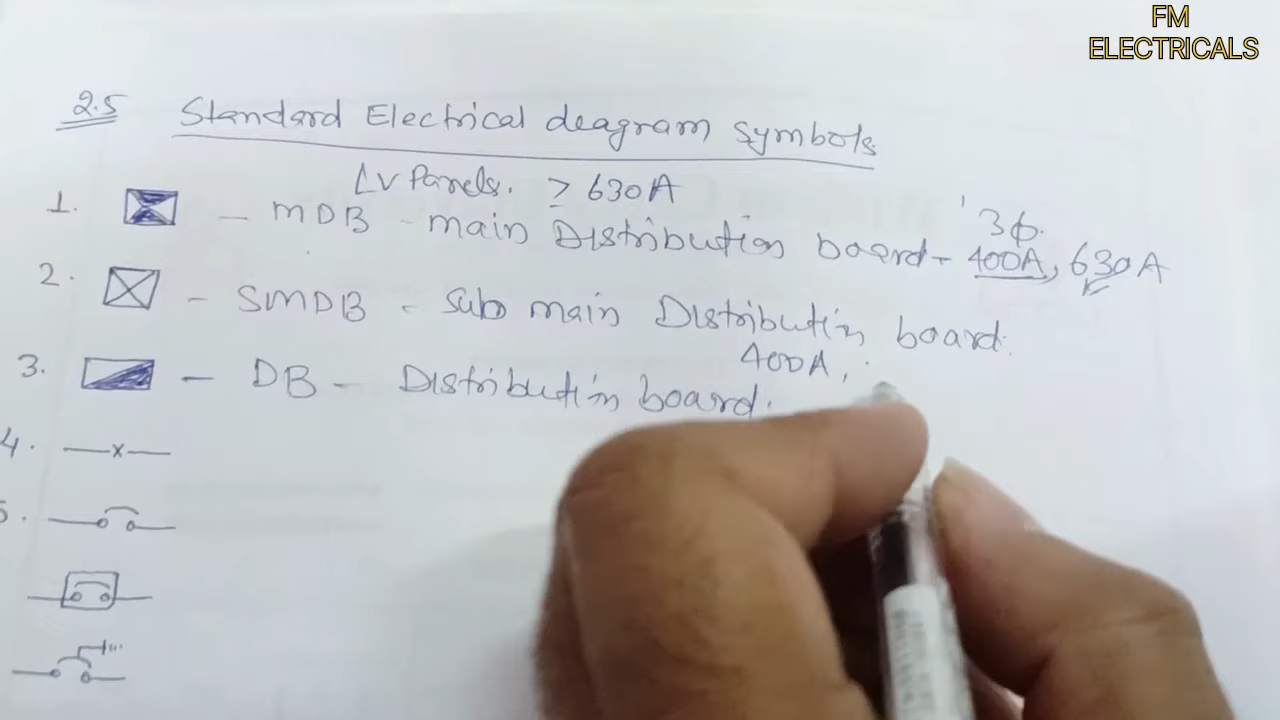 FM
ELECTRICALS
2.5 Standard Electrical deagram symbols
LV Panels. ≥ 630A
1. - MDB - main Distribution board - 400A, 630A
3ϕ.
2. - SMDB - Sub main Distribution board.
400A,
3. - DB - Distribution board.
4. x
5.